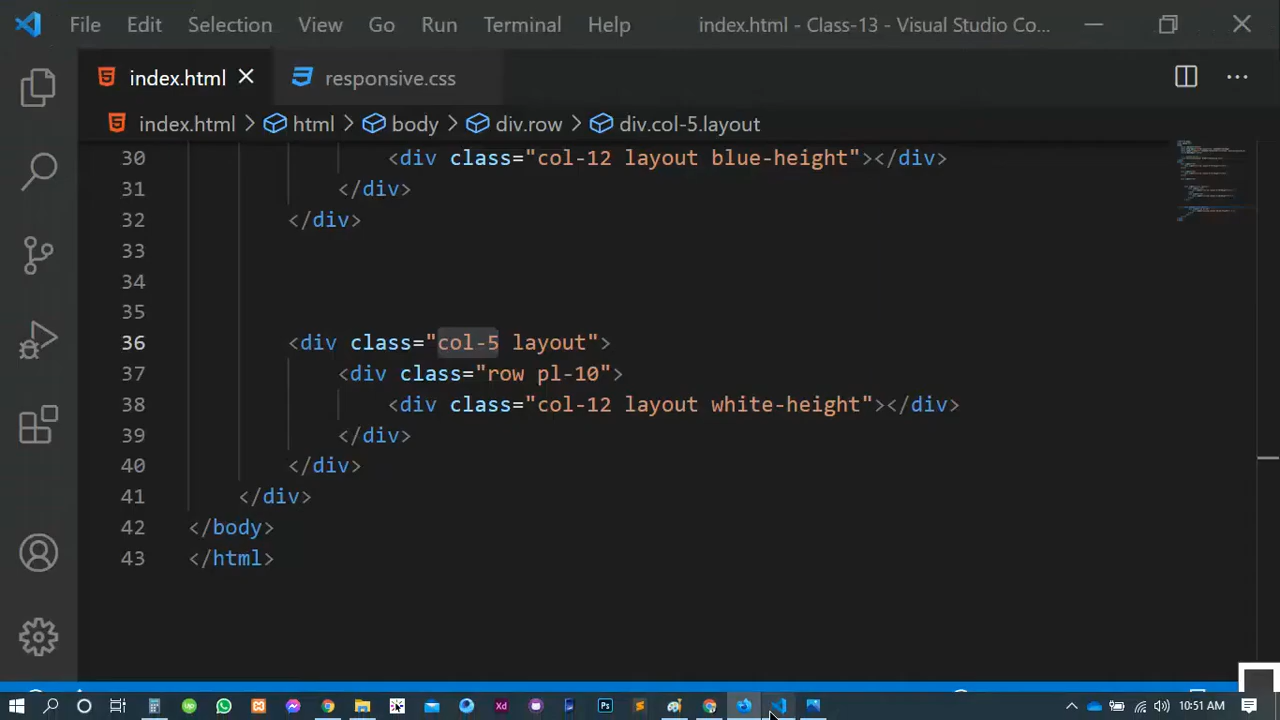 File Edit Selection View Go Run Terminal Help index.html - Class-13 - Visual Studio Co...
index.html responsive.css
index.html > html > body > div.row > div.col-5.layout
30 <div class="col-12 layout blue-height"></div>
31 </div>
32 </div>
33
34
35
36 <div class="col-5 layout">
37 <div class="row pl-10">
38 <div class="col-12 layout white-height"></div>
39 </div>
40 </div>
41 </div>
42 </body>
43 </html>
up Xd Ps 10:51 AM